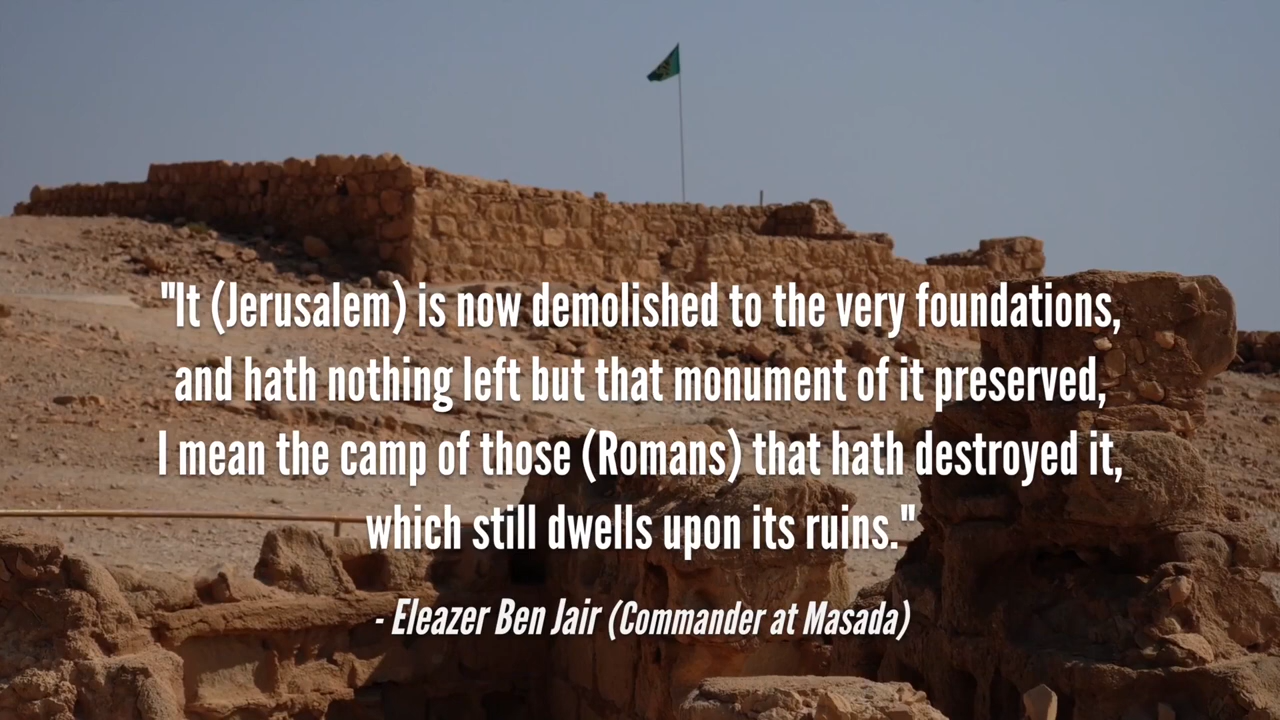 "It (Jerusalem) is now demolished to the very foundations,
and hath nothing left but that monument of it preserved,
I mean the camp of those (Romans) that hath destroyed it,
which still dwells upon its ruins."
- Eleazer Ben Jair (Commander at Masada)